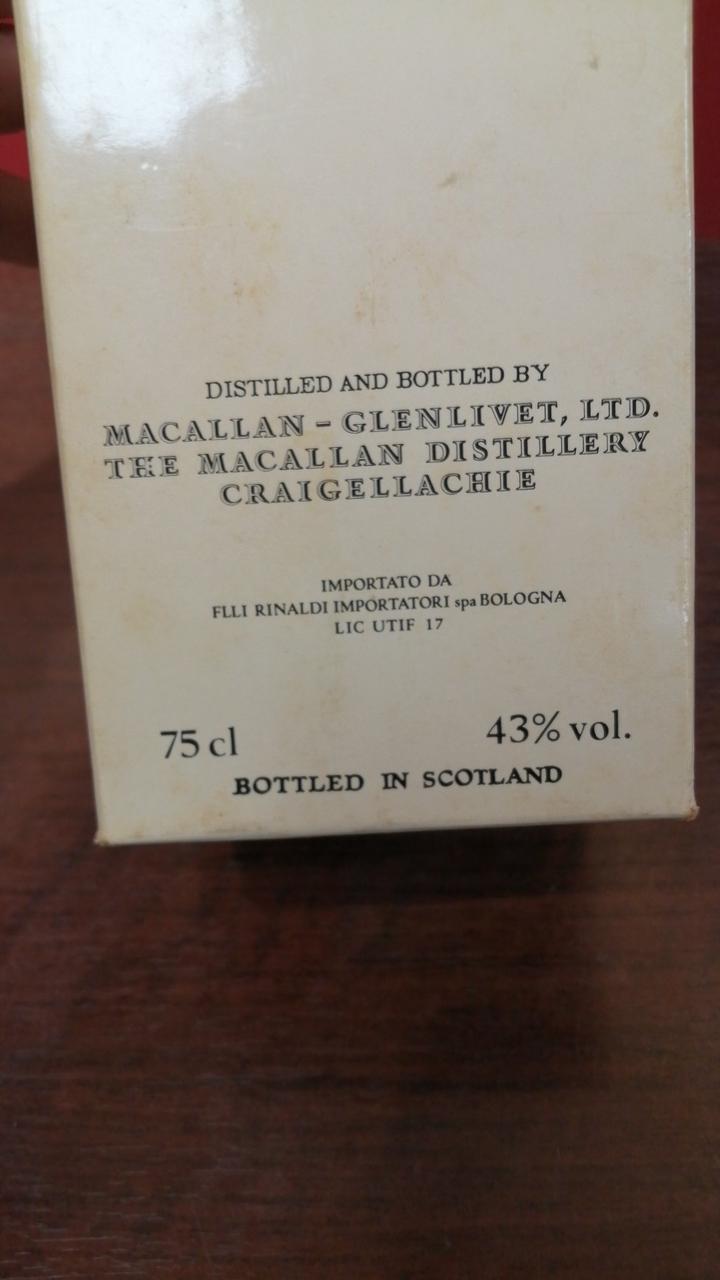 DISTILLED AND BOTTLED BY
MACALLAN - GLENLIVET, LTD.
THE MACALLAN DISTILLERY
CRAIGELLACHIE
IMPORTATO DA
FLLI RINALDI IMPORTATORI spa BOLOGNA
LIC UTIF 17
75 cl 43% vol.
BOTTLED IN SCOTLAND